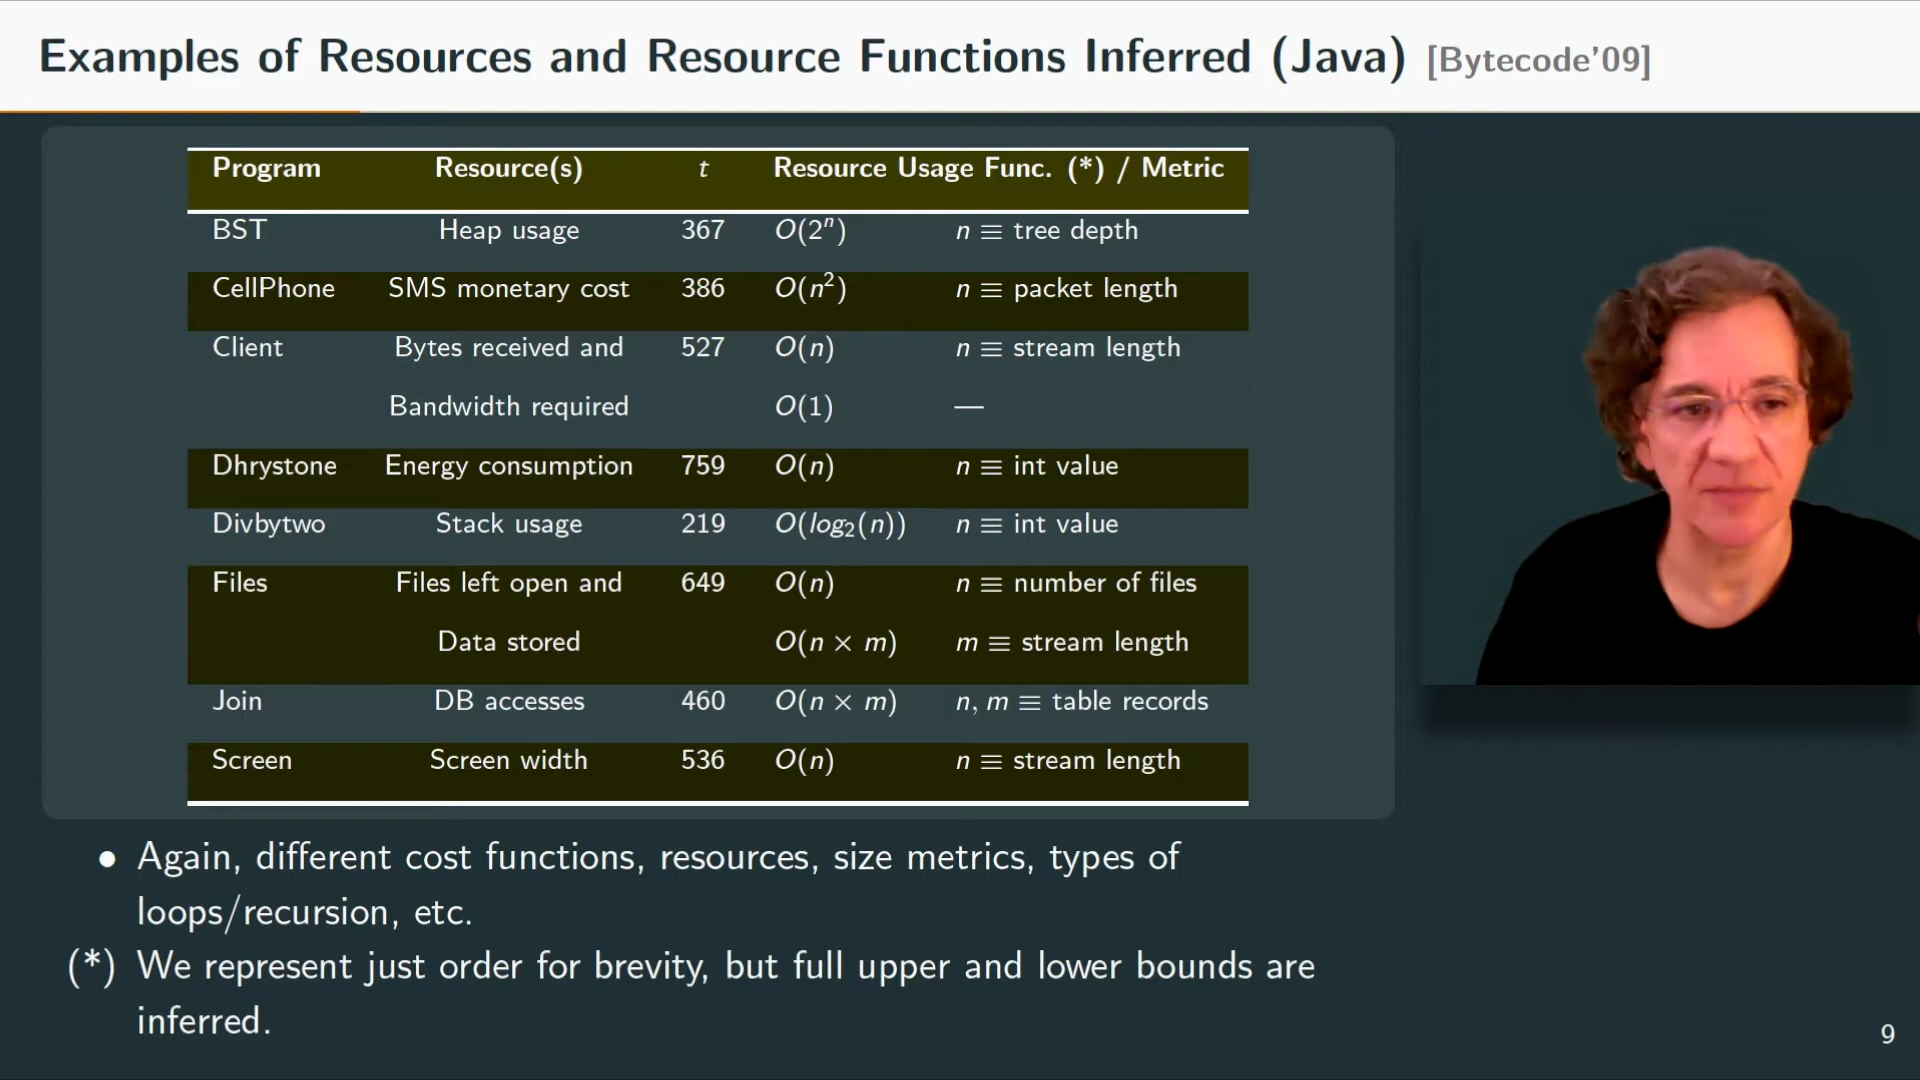 Examples of Resources and Resource Functions Inferred (Java) [Bytecode'09]
Program Resource(s) t Resource Usage Func. (*) / Metric
BST Heap usage 367 O(2ⁿ) n ≡ tree depth
CellPhone SMS monetary cost 386 O(n²) n ≡ packet length
Client Bytes received and 527 O(n) n ≡ stream length
Bandwidth required O(1) —
Dhrystone Energy consumption 759 O(n) n ≡ int value
Divbytwo Stack usage 219 O(log₂(n)) n ≡ int value
Files Files left open and 649 O(n) n ≡ number of files
Data stored O(n × m) m ≡ stream length
Join DB accesses 460 O(n × m) n, m ≡ table records
Screen Screen width 536 O(n) n ≡ stream length
• Again, different cost functions, resources, size metrics, types of
loops/recursion, etc.
(*) We represent just order for brevity, but full upper and lower bounds are
inferred.
9